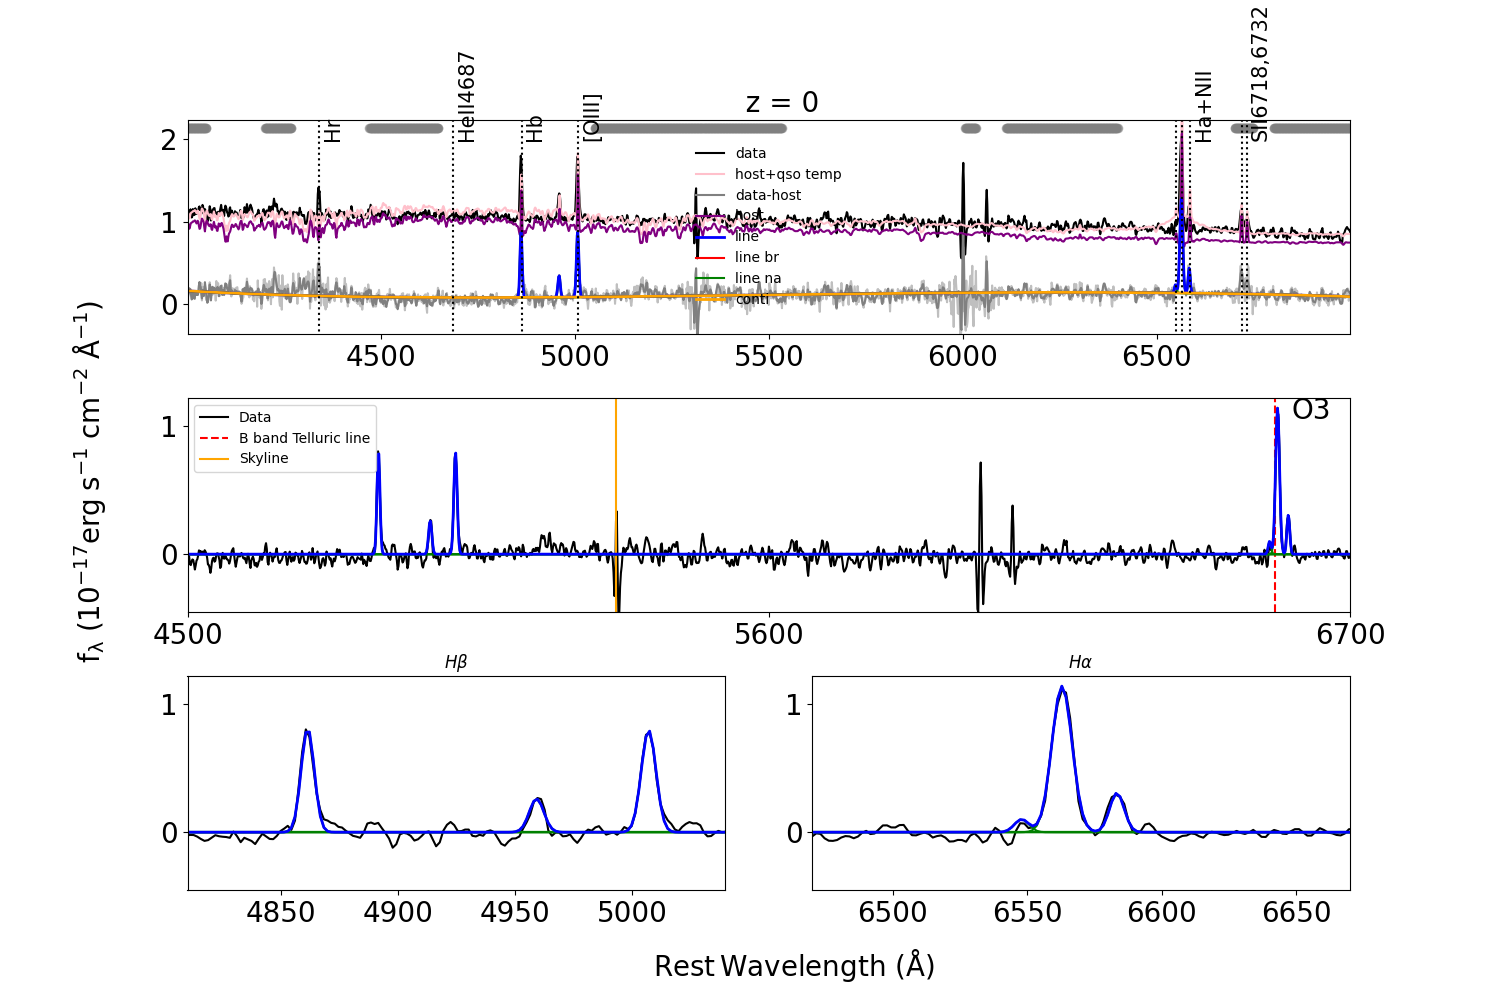 z = 0
Hr
HeII4687
Hb
[OIII]
Ha+NII
SII6718,6732
2
1
0
data
host+qso temp
data-host
host
line
line br
line na
conti
4500 5000 5500 6000 6500
fλ (10−17erg s−1 cm−2 Å−1)
1
0
Data
B band Telluric line
Skyline
O3
4500 5600 6700
Hβ
1
0
4850 4900 4950 5000
Hα
1
0
6500 6550 6600 6650
Rest Wavelength (Å)